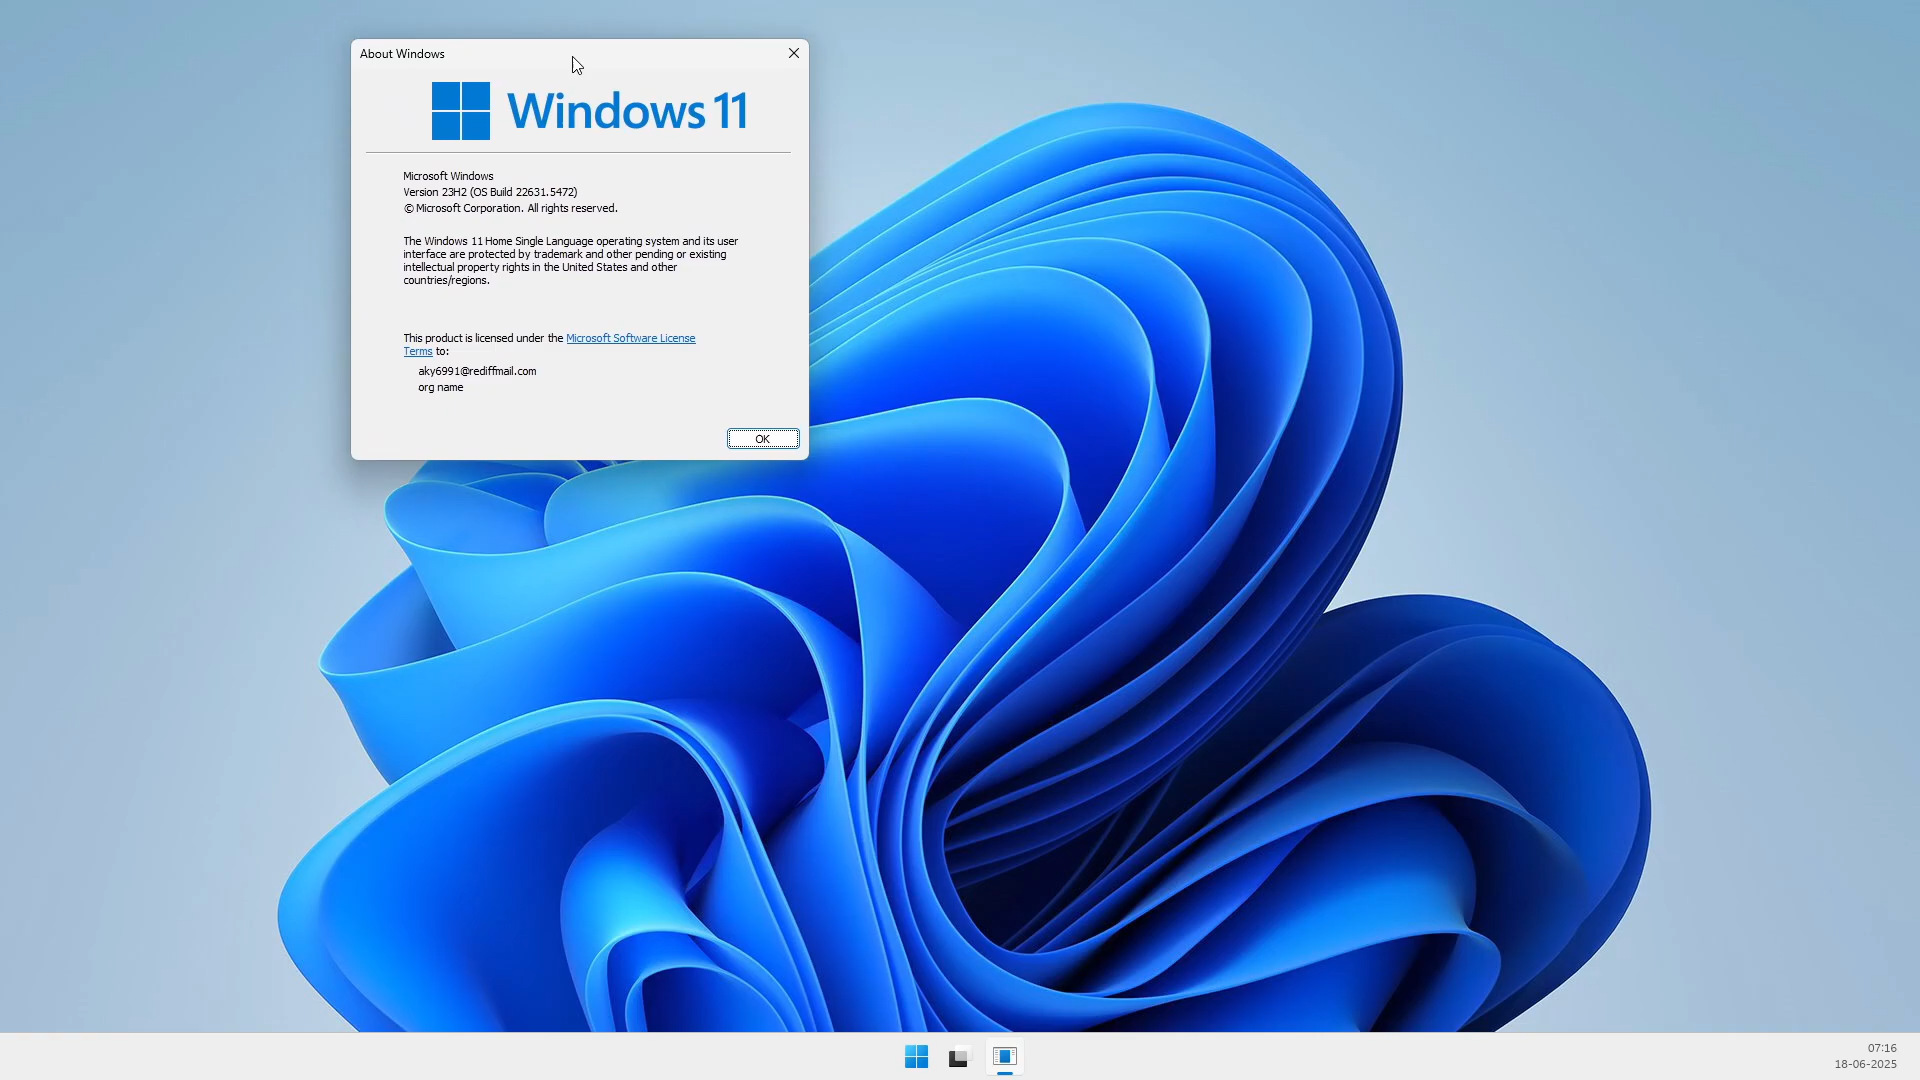 About Windows
Windows 11
Microsoft Windows
Version 23H2 (OS Build 22631.5472)
© Microsoft Corporation. All rights reserved.
The Windows 11 Home Single Language operating system and its user
interface are protected by trademark and other pending or existing
intellectual property rights in the United States and other
countries/regions.
This product is licensed under the Microsoft Software License
Terms to:
aky6991@rediffmail.com
org name
OK
07:16
18-06-2025